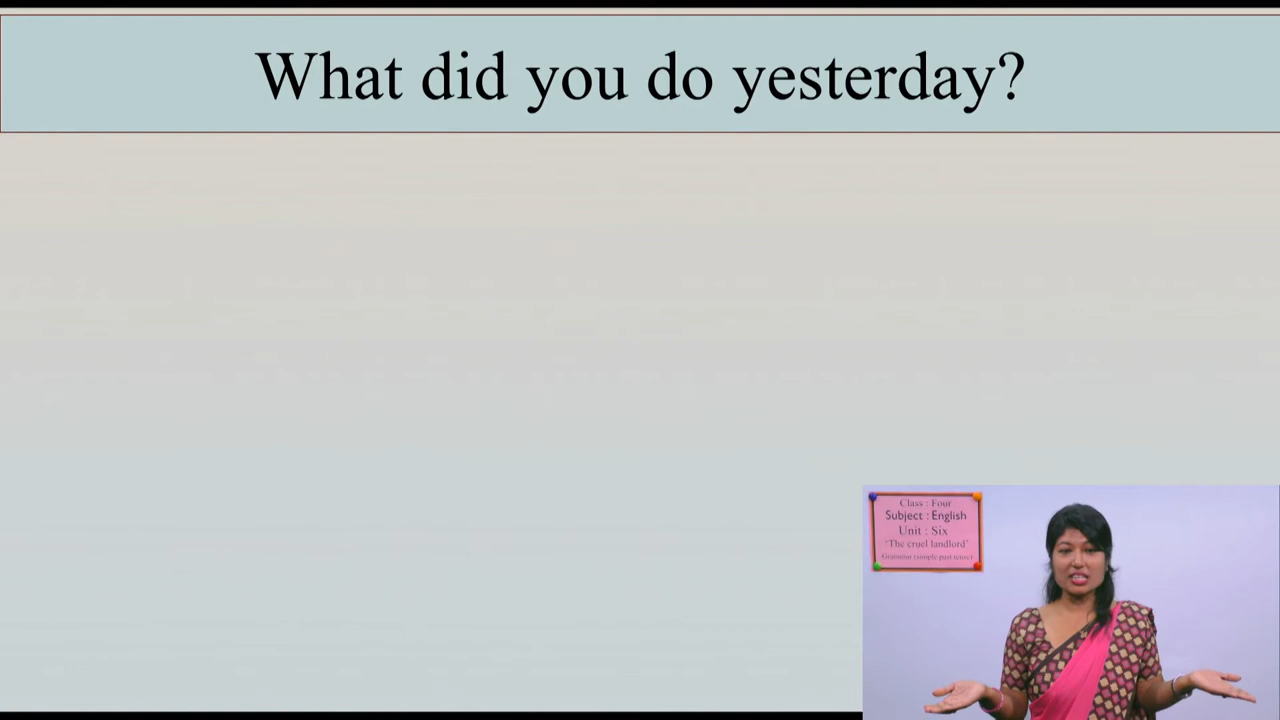 What did you do yesterday?
Class : Four
Subject : English
Unit : Six
"The cruel landlord"
Grammar (simple past tense)